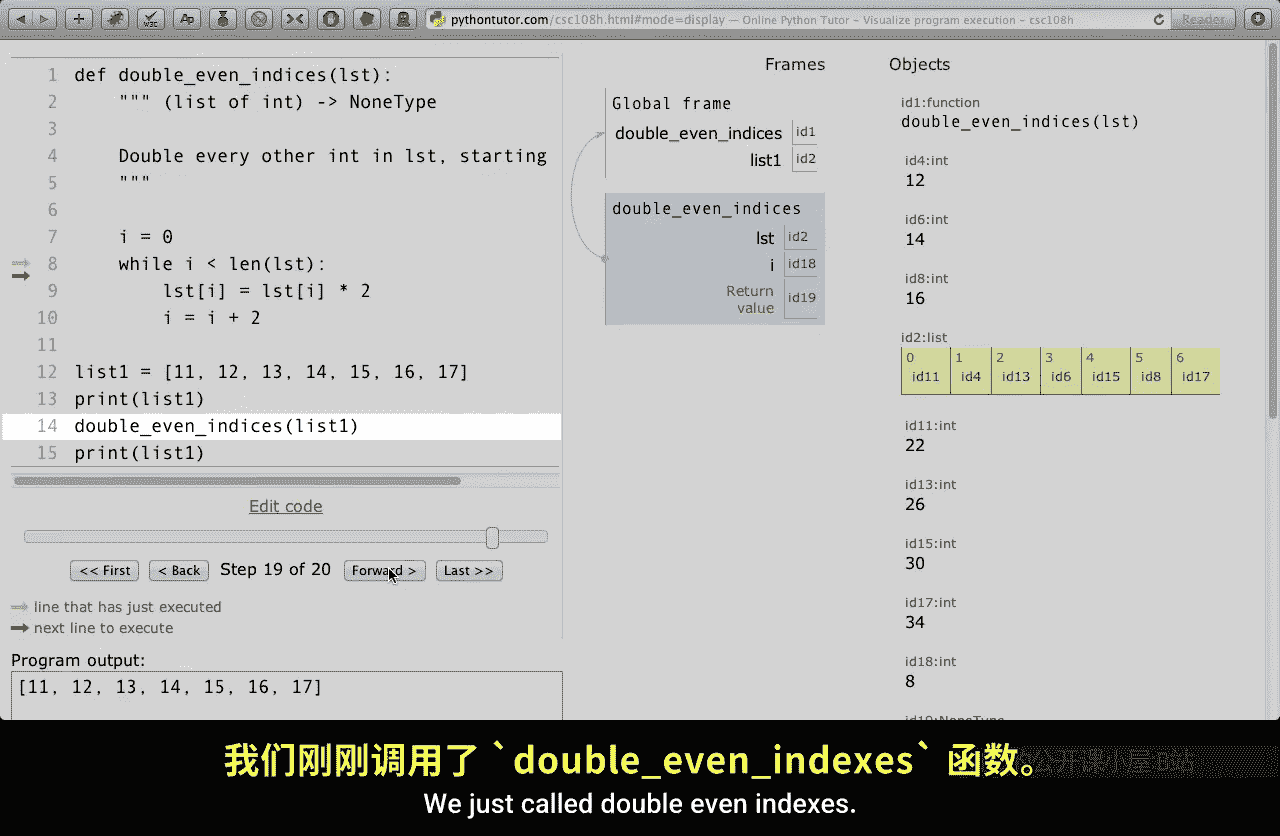 W3C
Ap
pythontutor.com/csc108h.html#mode=display — Online Python Tutor – Visualize program execution – csc108h
Reader
1 def double_even_indices(lst):
2 """ (list of int) -> NoneType
3
4 Double every other int in lst, starting
5 """
6
7 i = 0
8 while i < len(lst):
9 lst[i] = lst[i] * 2
10 i = i + 2
11
12 list1 = [11, 12, 13, 14, 15, 16, 17]
13 print(list1)
14 double_even_indices(list1)
15 print(list1)
Edit code
<< First
< Back
Step 19 of 20
Forward >
Last >>
line that has just executed
next line to execute
Program output:
[11, 12, 13, 14, 15, 16, 17]
Frames
Global frame
double_even_indices id1
list1 id2
double_even_indices
lst id2
i id18
Return
value id19
Objects
id1:function
double_even_indices(lst)
id4:int
12
id6:int
14
id8:int
16
id2:list
0 1 2 3 4 5 6
id11 id4 id13 id6 id15 id8 id17
id11:int
22
id13:int
26
id15:int
30
id17:int
34
id18:int
8
id19:NoneType
我们刚刚调用了 `double_even_indexes` 函数。
We just called double even indexes.